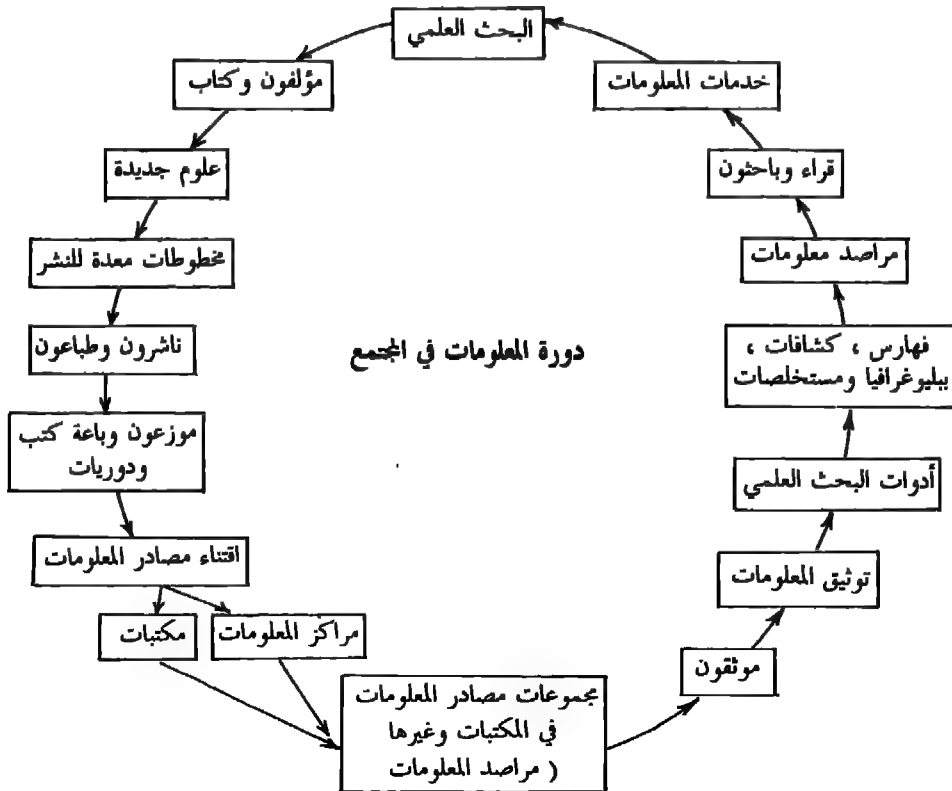 البحث العلمي
مؤلفون وكتاب
علوم جديدة
مخطوطات معدة للنشر
ناشرون وطباعون
موزعون وباعة كتب
ودوريات
اقتناء مصادر المعلومات
مكتبات
مراكز المعلومات
مجموعات مصادر المعلومات
في المكتبات وغيرها
( مراصد المعلومات
موثقون
توثيق المعلومات
أدوات البحث العلمي
فهارس ، كشافات ،
ببليوغرافيا ومستخلصات
مراصد معلومات
قراء وباحثون
خدمات المعلومات
دورة المعلومات في المجتمع